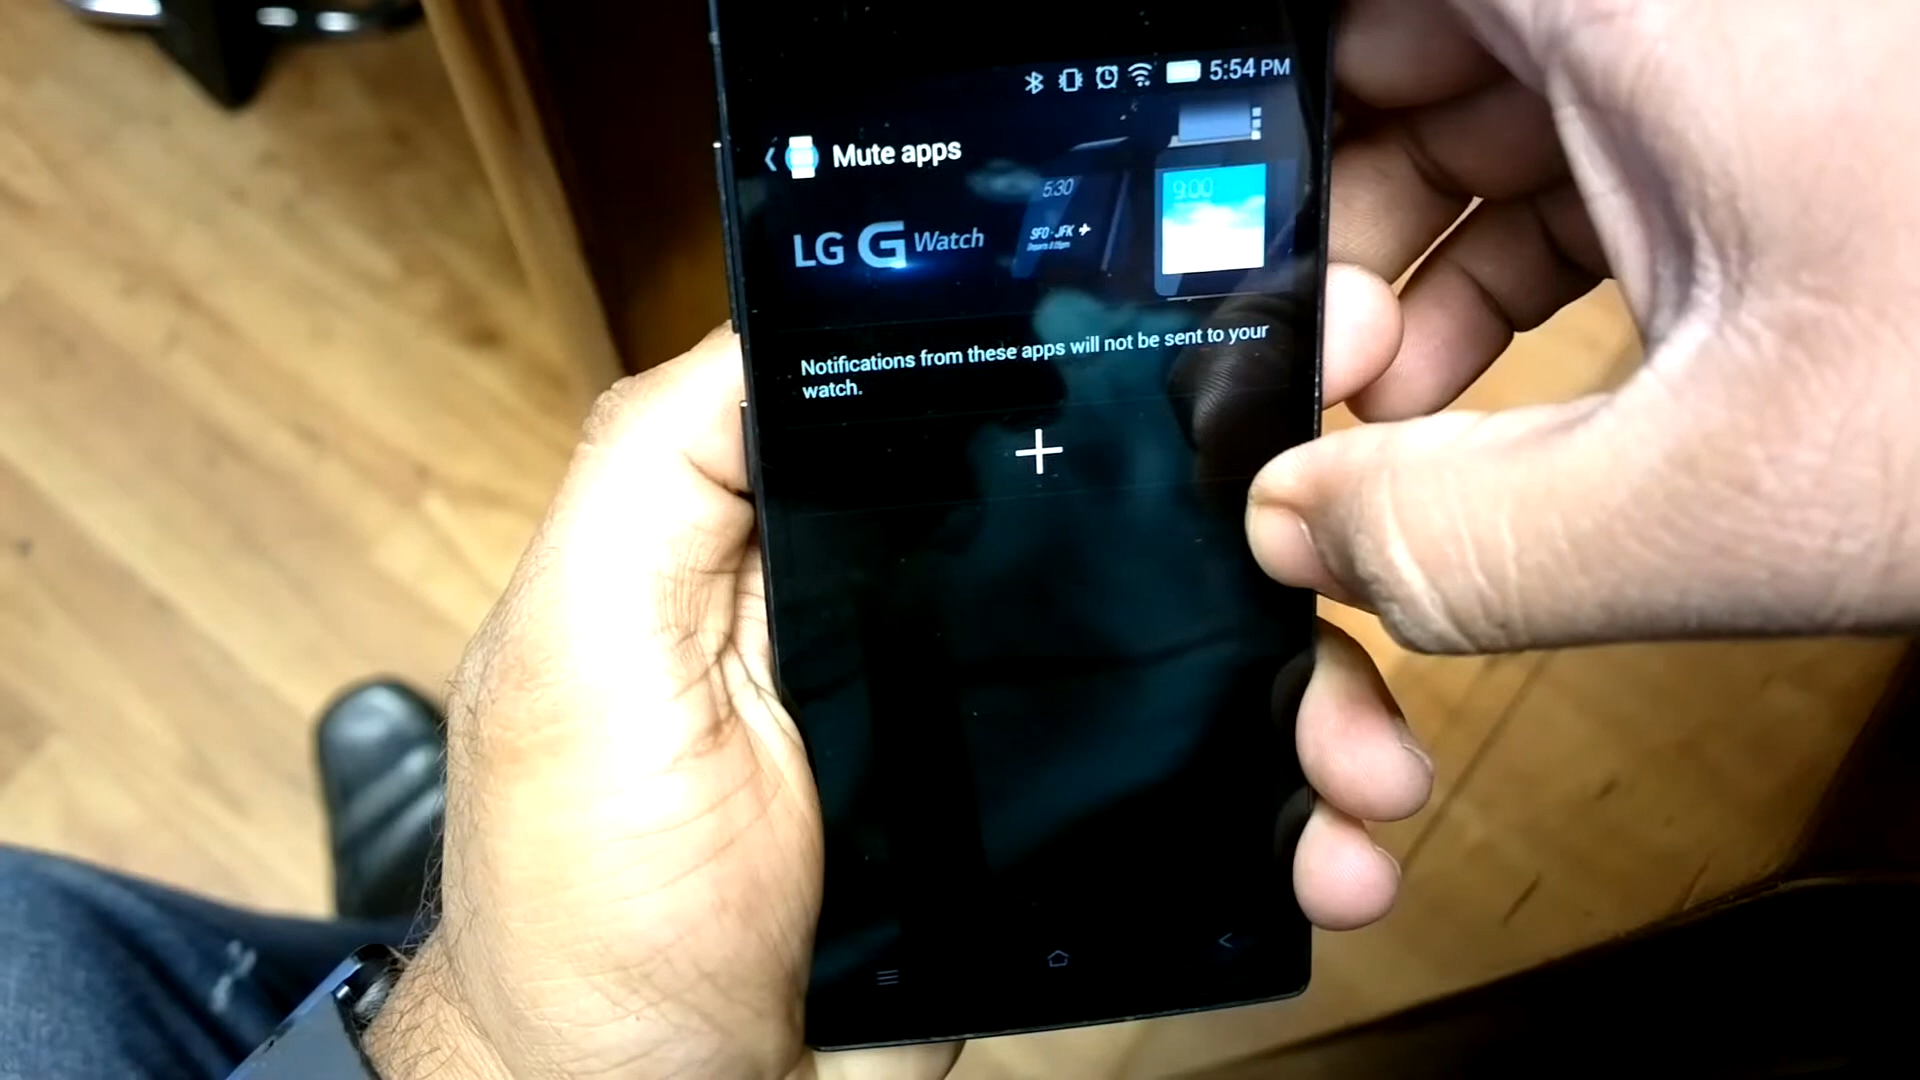 5:54 PM
Mute apps
5:30
9:00
LG G Watch
SFO-JFK
Notifications from these apps will not be sent to your
watch.